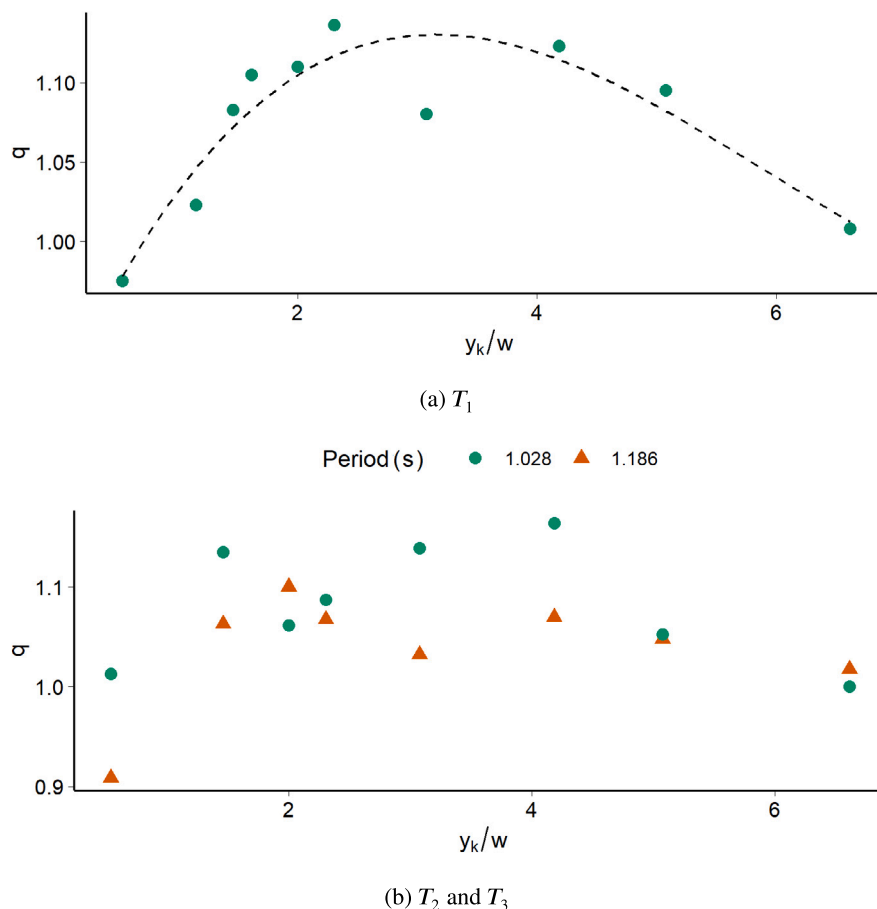 1.10
1.05
1.00
q
2 4 6
yₖ/w
(a) T₁
Period (s) 1.028 1.186
1.1
1.0
0.9
q
2 4 6
yₖ/w
(b) T₂ and T₃